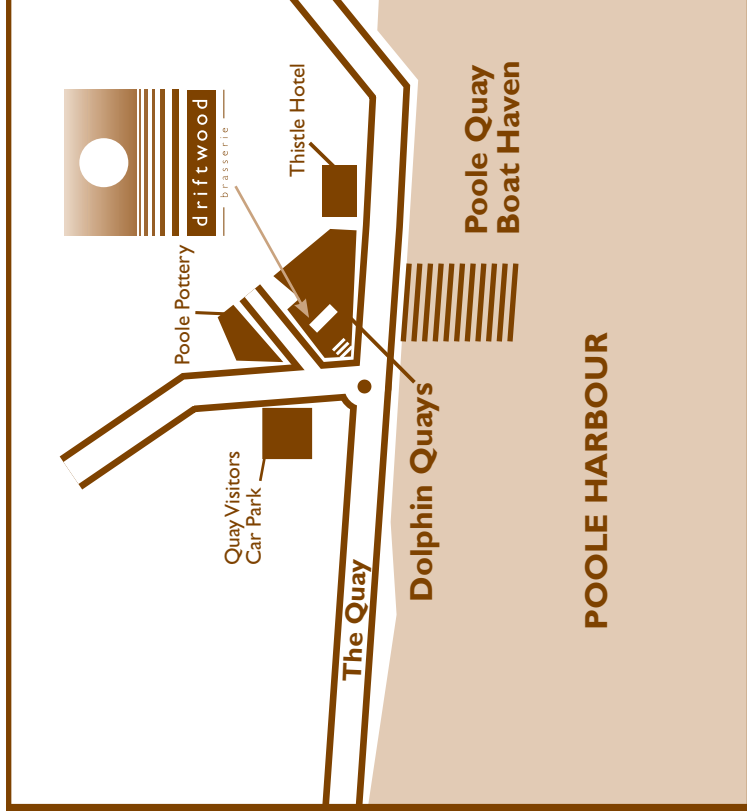 driftwood
brasserie
Thistle Hotel
Poole Pottery
Poole Quay
Boat Haven
Quay Visitors
Car Park
Dolphin Quays
The Quay
POOLE HARBOUR